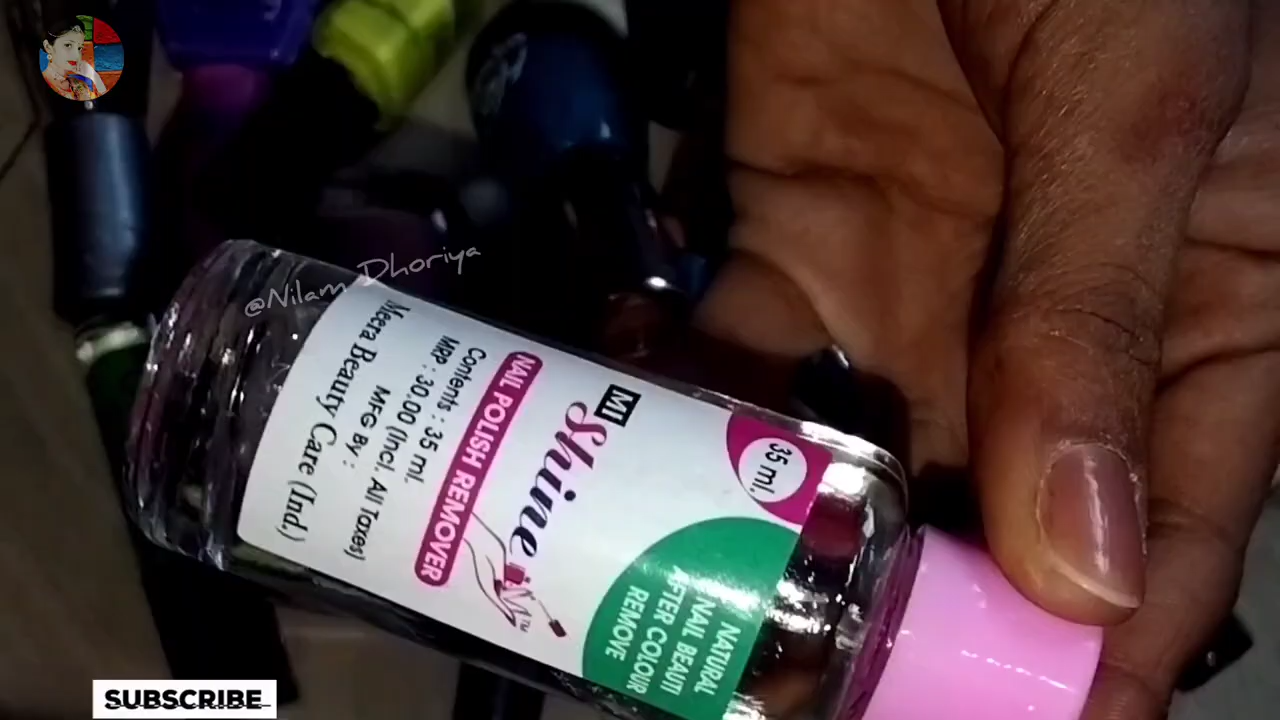 @Nilam Dhoriya
35 ml.
NATURAL
NAIL BEAUTI
AFTER COLOUR
REMOVE
MI
Shine
NAIL POLISH REMOVER
Contents : 35 ml.
MRP : 30.00 (Incl. All Taxes)
MFG By :
Meera Beauty Care (Ind.)
SUBSCRIBE